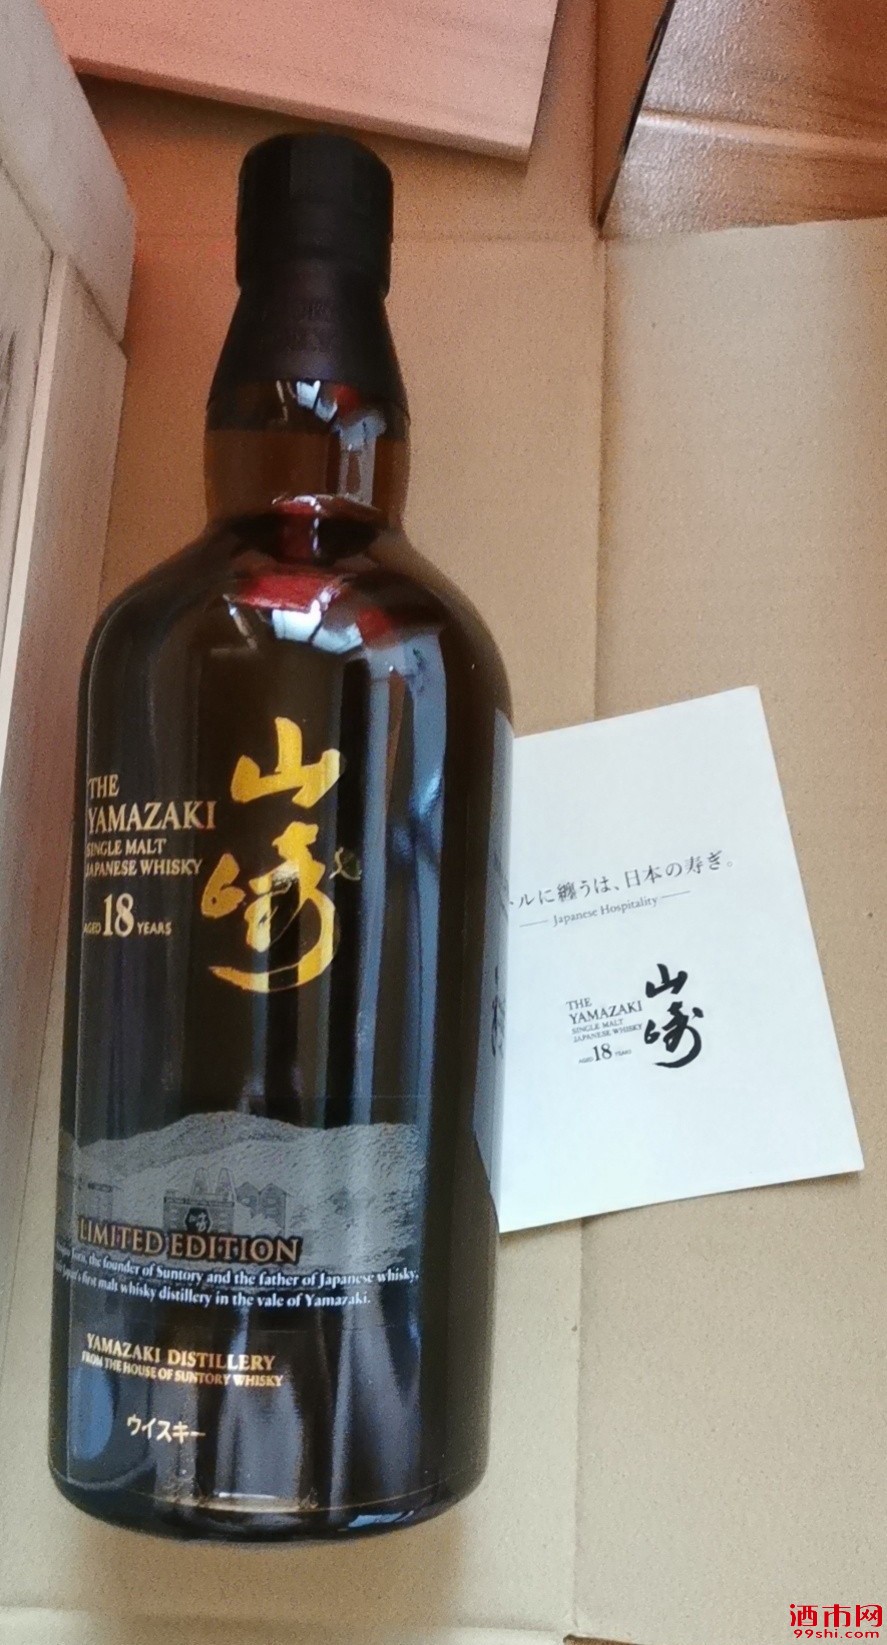 THE
YAMAZAKI
SINGLE MALT
JAPANESE WHISKY
AGED 18 YEARS
山崎
LIMITED EDITION
the founder of Suntory and the father of Japanese whisky,
first malt whisky distillery in the vale of Yamazaki.
YAMAZAKI DISTILLERY
FROM THE HOUSE OF SUNTORY WHISKY
ウイスキー
ルに纏うは、日本の寿ぎ。
Japanese Hospitality
THE
YAMAZAKI
SINGLE MALT
JAPANESE WHISKY
AGED 18 YEARS
山崎
酒市网
99shi.com